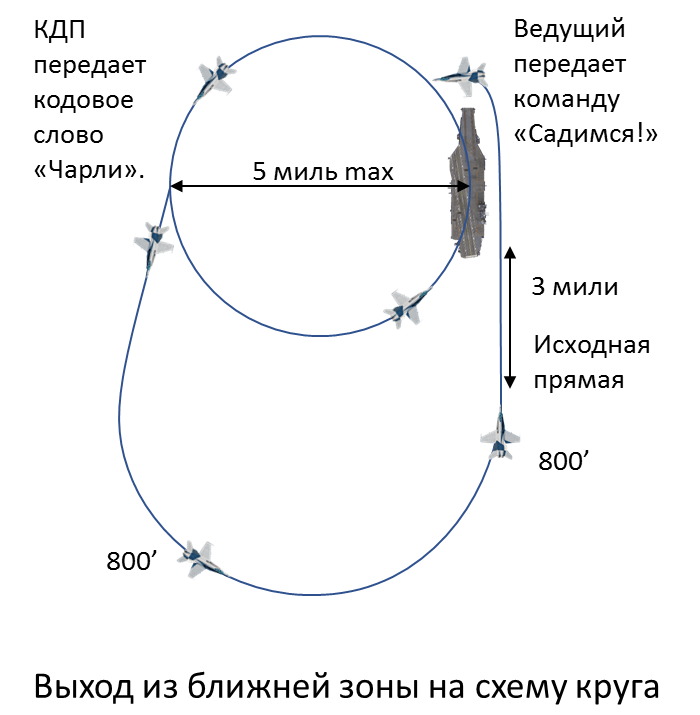 КДП
передает
кодовое
слово
«Чарли».
Ведущий
передает
команду
«Садимся!»
5 миль max
3 мили
Исходная
прямая
800’
800’
Выход из ближней зоны на схему круга